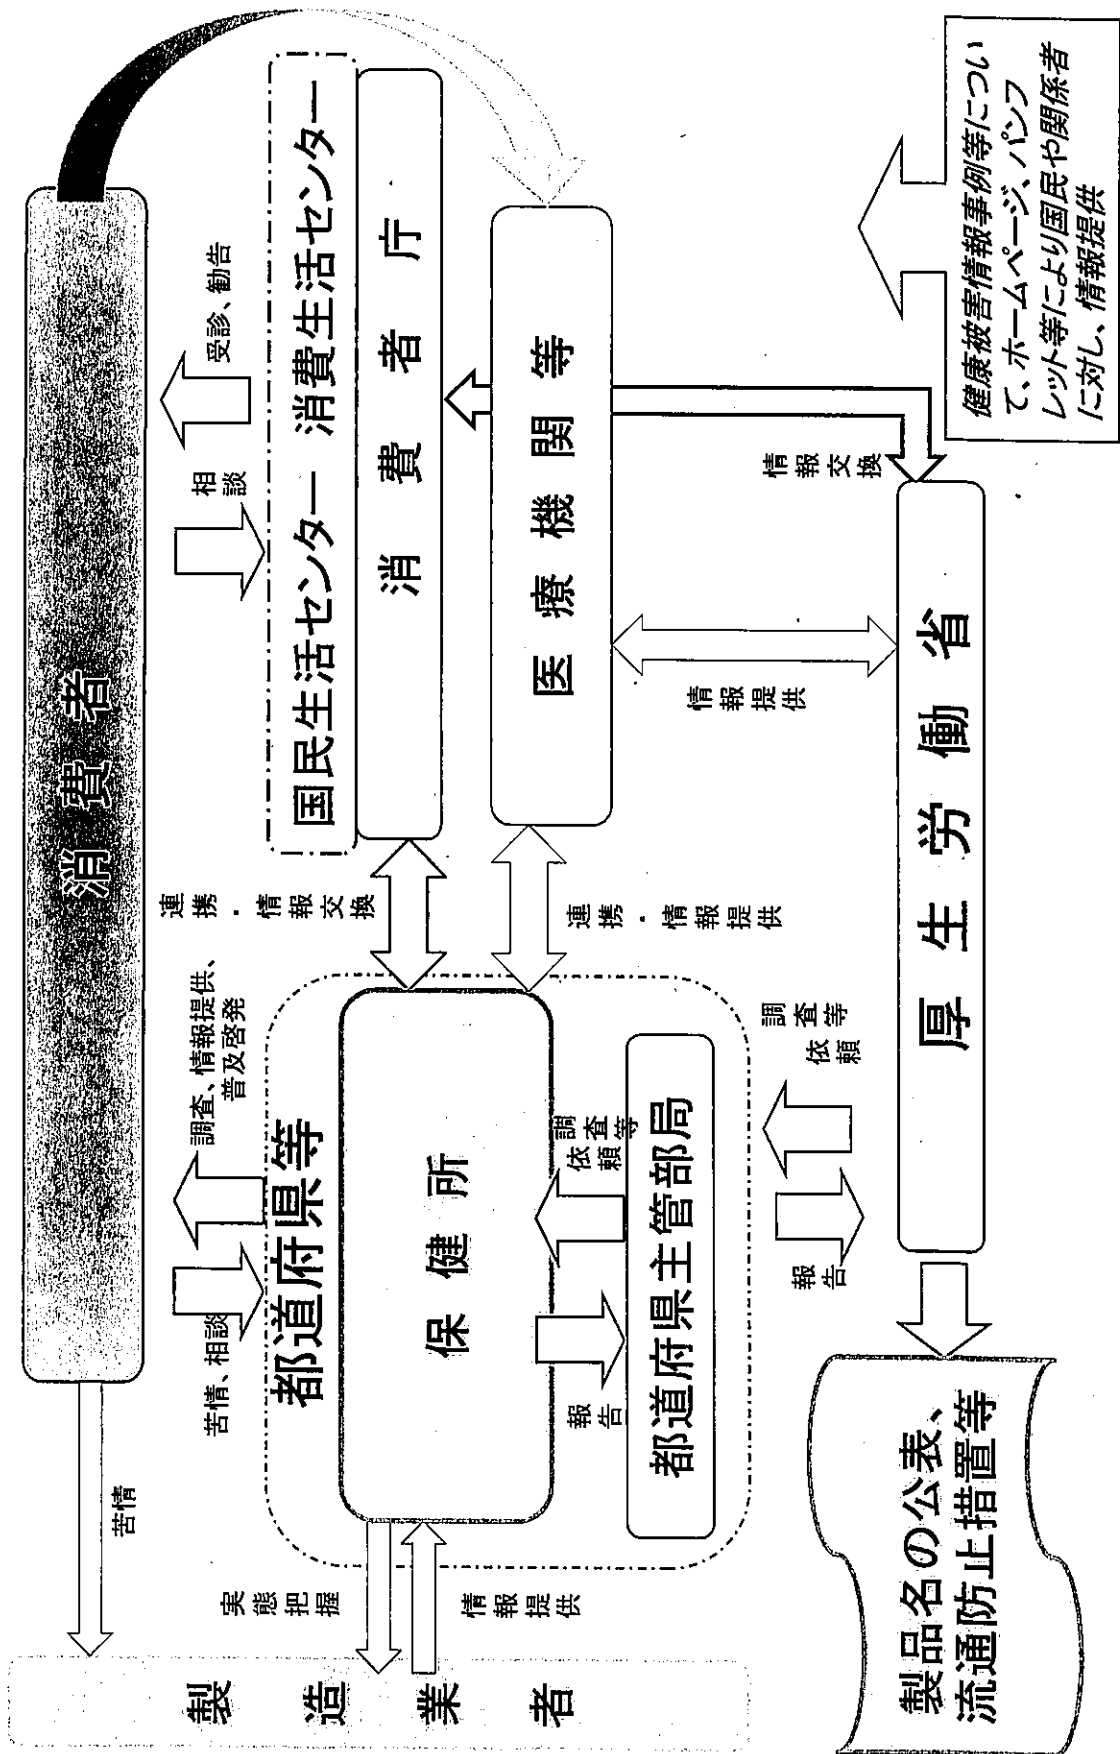 消費者
苦情
苦情、相談
調査、情報提供、
普及啓発
相談
受診、勧告
製造業者
都道府県等
保健所
実態把握
情報提供
連携・情報交換
国民生活センター 消費生活センター
消費者庁
連携・情報提供
医療機関等
報告
調査等
依頼
都道府県主管部局
情報提供
情報交換
報告
調査等
依頼
製品名の公表、
流通防止措置等
厚生労働省
健康被害情報事例等につい
て、ホームページ、パンフ
レット等により国民や関係者
に対し、情報提供